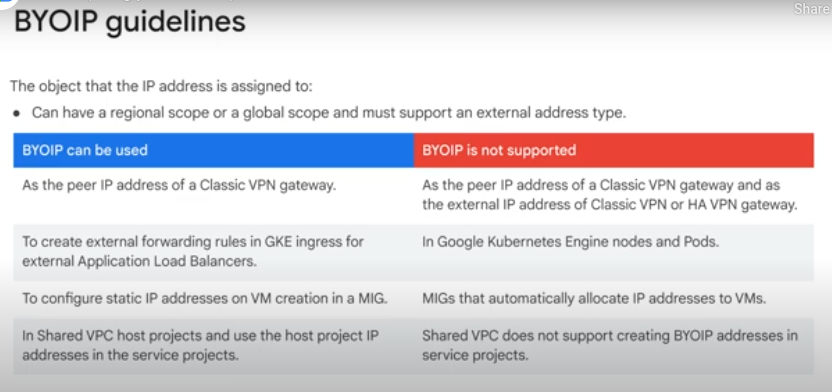 Share
BYOIP guidelines
The object that the IP address is assigned to:
• Can have a regional scope or a global scope and must support an external address type.
BYOIP can be used
BYOIP is not supported
As the peer IP address of a Classic VPN gateway.
As the peer IP address of a Classic VPN gateway and as
the external IP address of Classic VPN or HA VPN gateway.
To create external forwarding rules in GKE ingress for
external Application Load Balancers.
In Google Kubernetes Engine nodes and Pods.
To configure static IP addresses on VM creation in a MIG.
MIGs that automatically allocate IP addresses to VMs.
In Shared VPC host projects and use the host project IP
addresses in the service projects.
Shared VPC does not support creating BYOIP addresses in
service projects.